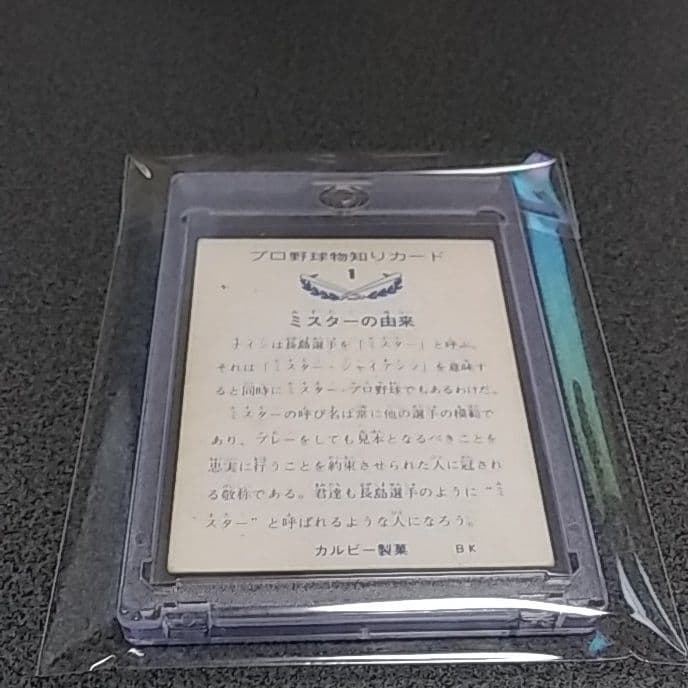 プロ野球物知りカード
1
ミスターの由来
ナインは長島選手を「ミスター」と呼ぶ。
それは「ミスター・ジャイアンツ」を意味す
ると同時にミスター・プロ野球でもあるわけだ。
ミスターの呼び名は常に他の選手の模範で
あり、プレーをしても見本となるべきことを
忠実に行うことを約束させられた人に冠され
る敬称である。君達も長島選手のように“ミ
スター”と呼ばれるような人になろう。
カルビー製菓 BK